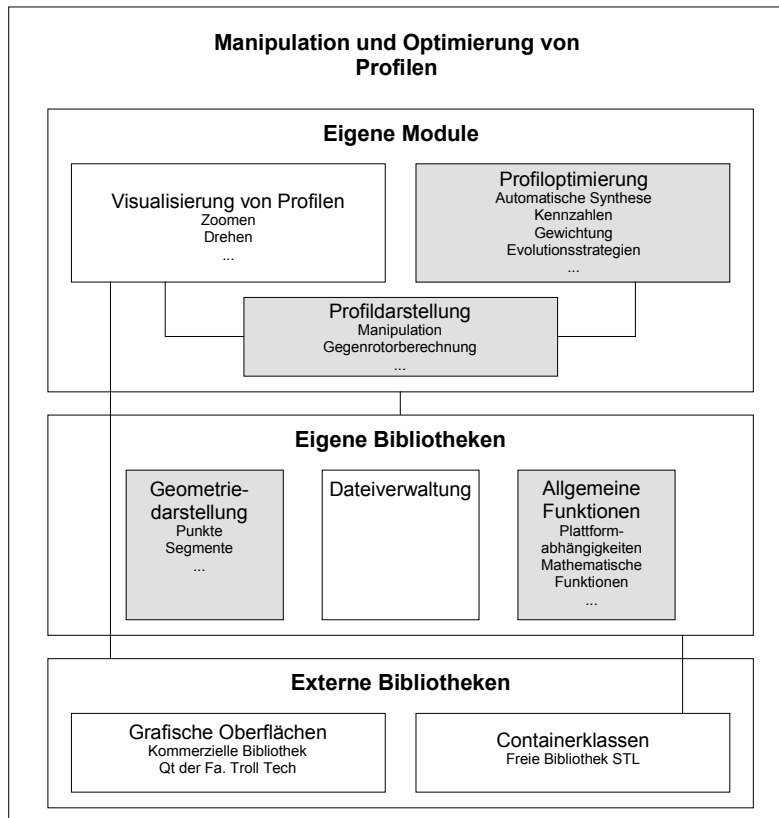 Manipulation und Optimierung von
Profilen
Eigene Module
Visualisierung von Profilen
Zoomen
Drehen
...
Profiloptimierung
Automatische Synthese
Kennzahlen
Gewichtung
Evolutionsstrategien
...
Profildarstellung
Manipulation
Gegenrotorberechnung
...
Eigene Bibliotheken
Geometrie-
darstellung
Punkte
Segmente
...
Dateiverwaltung
Allgemeine
Funktionen
Plattform-
abhängigkeiten
Mathematische
Funktionen
...
Externe Bibliotheken
Grafische Oberflächen
Kommerzielle Bibliothek
Qt der Fa. Troll Tech
Containerklassen
Freie Bibliothek STL